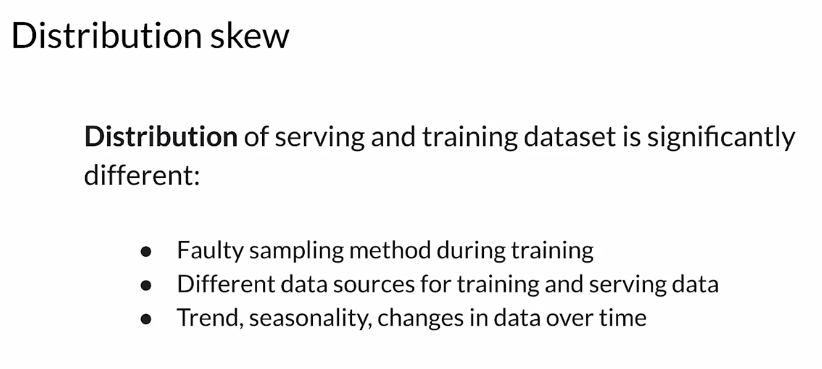 Distribution skew
Distribution of serving and training dataset is significantly
different:
● Faulty sampling method during training
● Different data sources for training and serving data
● Trend, seasonality, changes in data over time